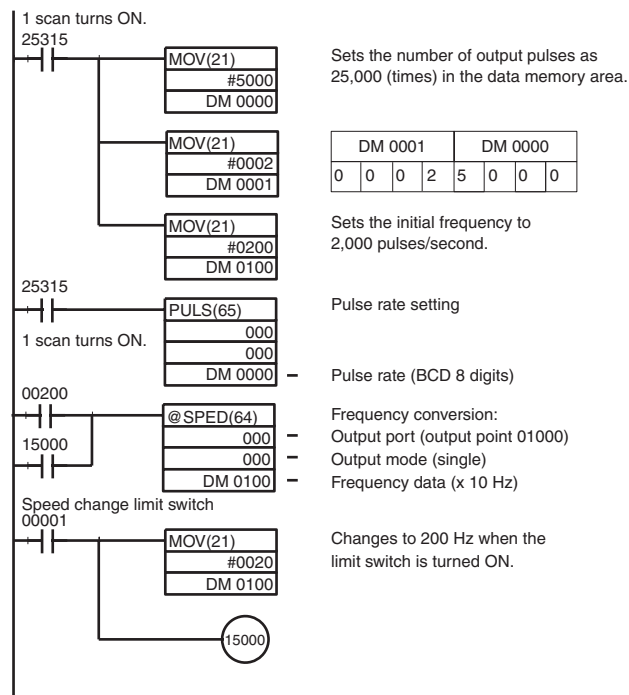 1 scan turns ON.
25315
MOV(21)
#5000
DM 0000
Sets the number of output pulses as
25,000 (times) in the data memory area.
MOV(21)
#0002
DM 0001
DM 0001 DM 0000
0 0 0 2 5 0 0 0
MOV(21)
#0200
DM 0100
Sets the initial frequency to
2,000 pulses/second.
25315
1 scan turns ON.
PULS(65)
000
000
DM 0000
Pulse rate setting
Pulse rate (BCD 8 digits)
00200
15000
@SPED(64)
000
000
DM 0100
Frequency conversion:
Output port (output point 01000)
Output mode (single)
Frequency data (x 10 Hz)
Speed change limit switch
00001
MOV(21)
#0020
DM 0100
Changes to 200 Hz when the
limit switch is turned ON.
15000